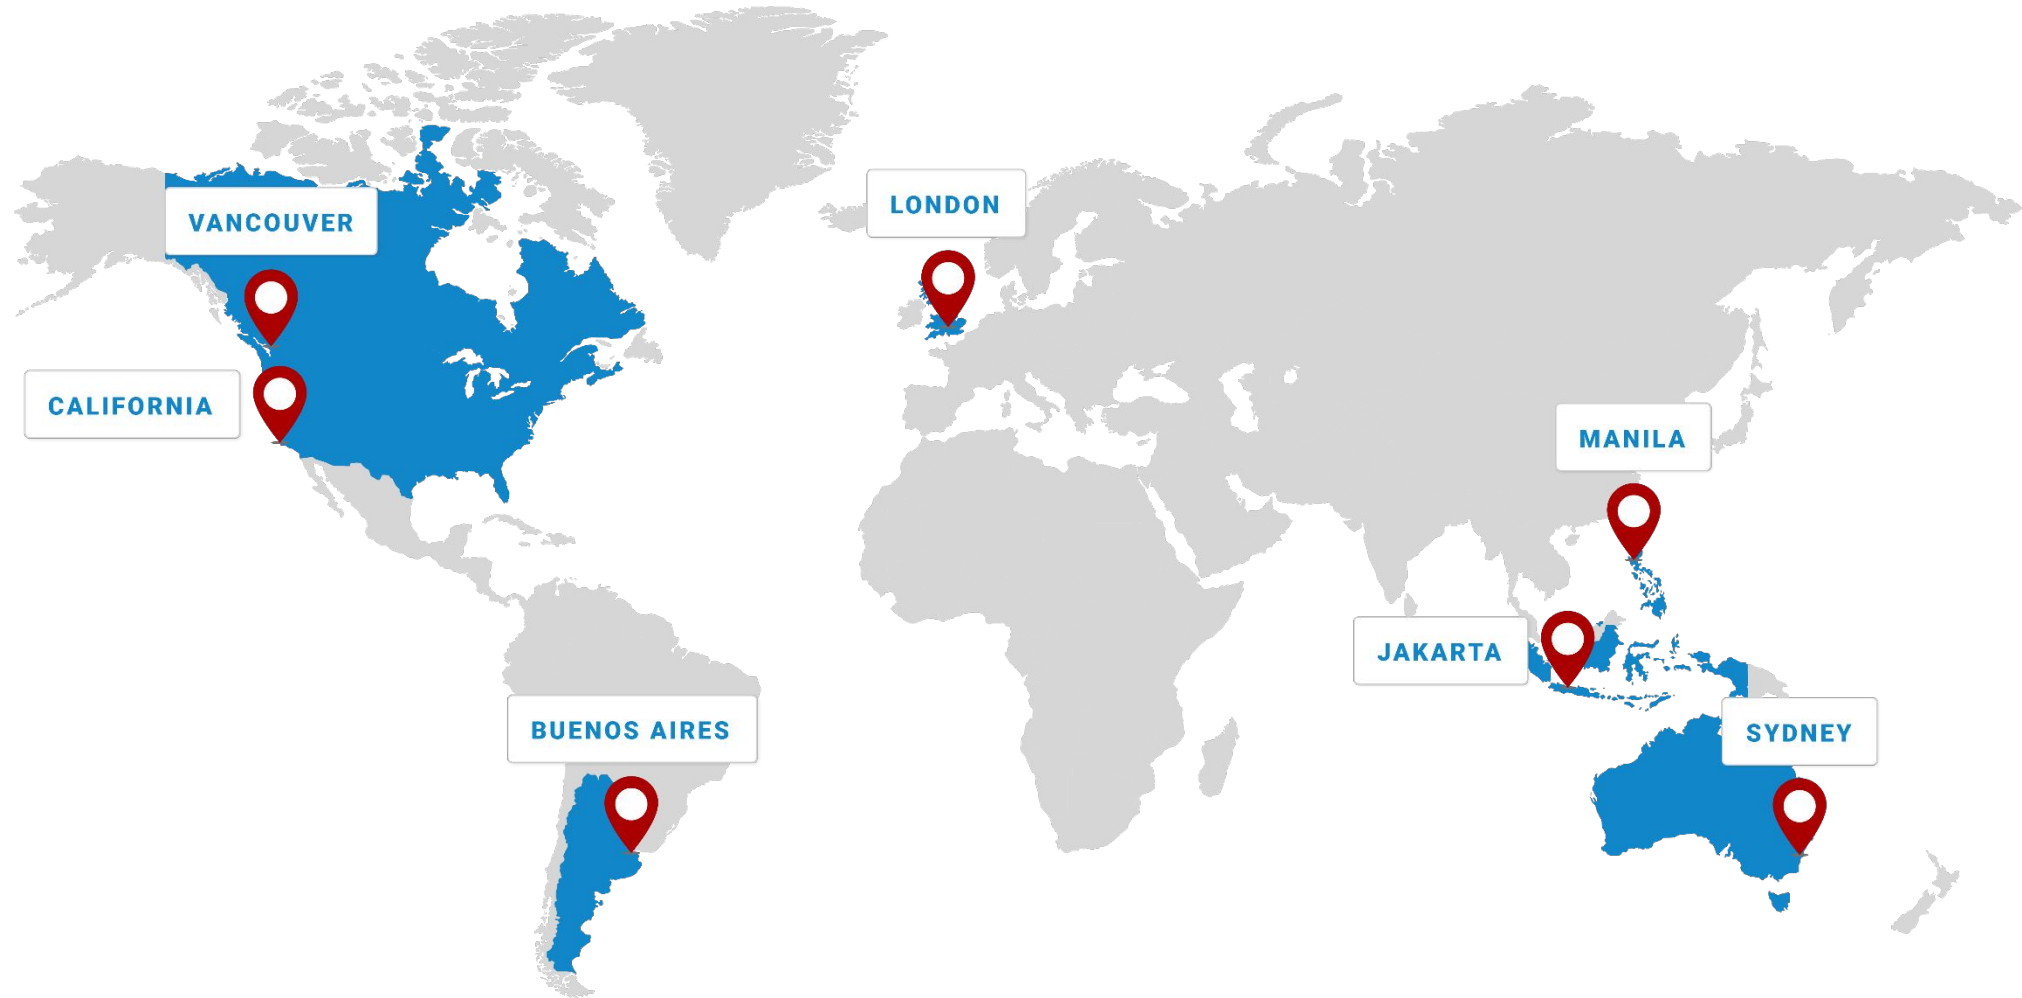 LONDON
VANCOUVER
CALIFORNIA
MANILA
JAKARTA
BUENOS AIRES
SYDNEY